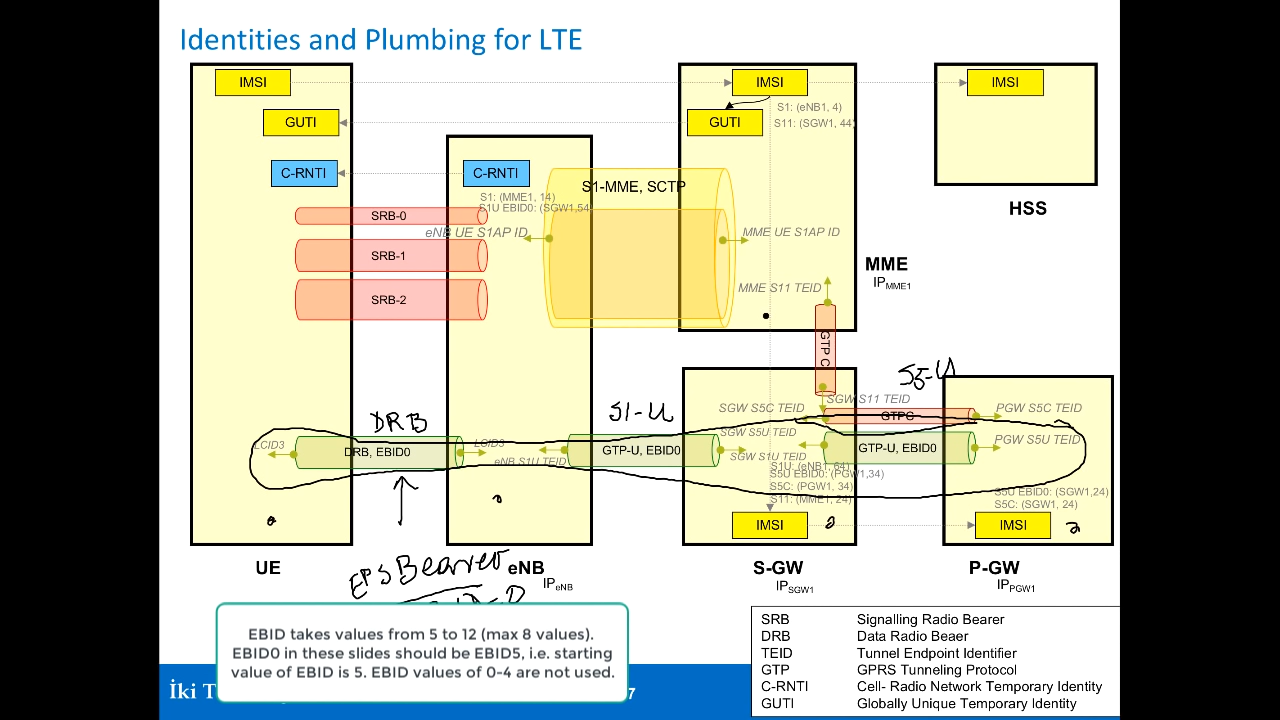 Identities and Plumbing for LTE
IMSI
IMSI
IMSI
S1: (eNB1, 4)
GUTI
GUTI
S11: (SGW1, 44)
C-RNTI
C-RNTI
S1-MME, SCTP
S1: (MME1, 14)
S1U EBID0: (SGW1,54
SRB-0
HSS
eNB UE S1AP ID
MME UE S1AP ID
SRB-1
MME
IPMME1
MME S11 TEID
SRB-2
GTP C
S5-U
SGW S11 TEID
SGW S5C TEID
GTPC
PGW S5C TEID
DRB
S1-U
SGW S5U TEID
PGW S5U TEID
LCID3
DRB, EBID0
LCID3
GTP-U, EBID0
GTP-U, EBID0
eNB S1U TEID
SGW S1U TEID
S1U: (eNB1, 64)
S5U EBID0: (PGW1,34)
S5C: (PGW1, 34)
S11: (MME1, 24)
S5U EBID0: (SGW1,24)
S5C: (SGW1, 24)
IMSI
IMSI
UE
EPS Bearer
eNB
IPeNB
S-GW
IPSGW1
P-GW
IPPGW1
EBID takes values from 5 to 12 (max 8 values).
EBID0 in these slides should be EBID5, i.e. starting
value of EBID is 5. EBID values of 0-4 are not used.
SRB Signalling Radio Bearer
DRB Data Radio Beaer
TEID Tunnel Endpoint Identifier
GTP GPRS Tunneling Protocol
C-RNTI Cell- Radio Network Temporary Identity
GUTI Globally Unique Temporary Identity
İki T
7